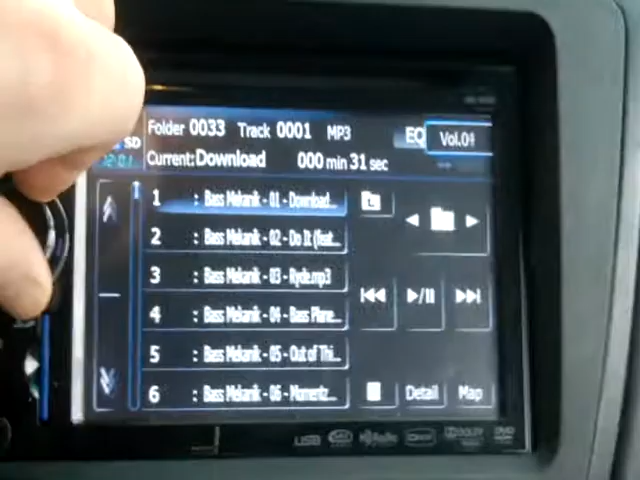 Folder 0033 Track 0001 MP3 EQ Vol.01
SD
12:01 Current: Download 000 min 31 sec
1 : Bass Mekanik - 01 - Download...
2 : Bass Mekanik - 02 - Do It (feat...
3 : Bass Mekanik - 03 - Ryde.mp3
4 : Bass Mekanik - 04 - Bass Plane...
5 : Bass Mekanik - 05 - Out of Thi...
6 : Bass Mekanik - 06 - Momentz...
Detail Map
USB